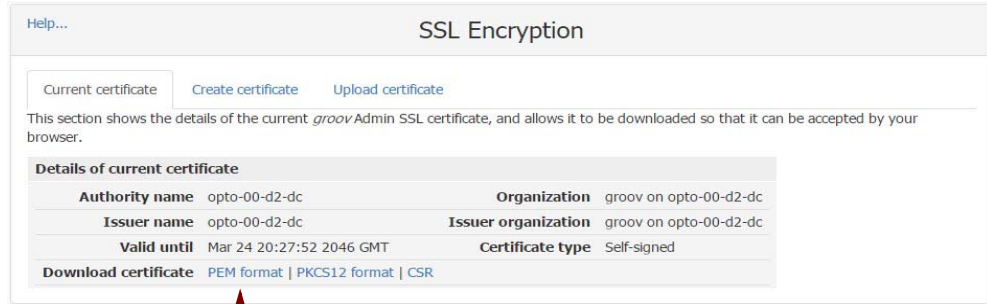 Help...
SSL Encryption
Current certificate Create certificate Upload certificate
This section shows the details of the current groov Admin SSL certificate, and allows it to be downloaded so that it can be accepted by your
browser.
Details of current certificate
Authority name opto-00-d2-dc Organization groov on opto-00-d2-dc
Issuer name opto-00-d2-dc Issuer organization groov on opto-00-d2-dc
Valid until Mar 24 20:27:52 2046 GMT Certificate type Self-signed
Download certificate PEM format | PKCS12 format | CSR